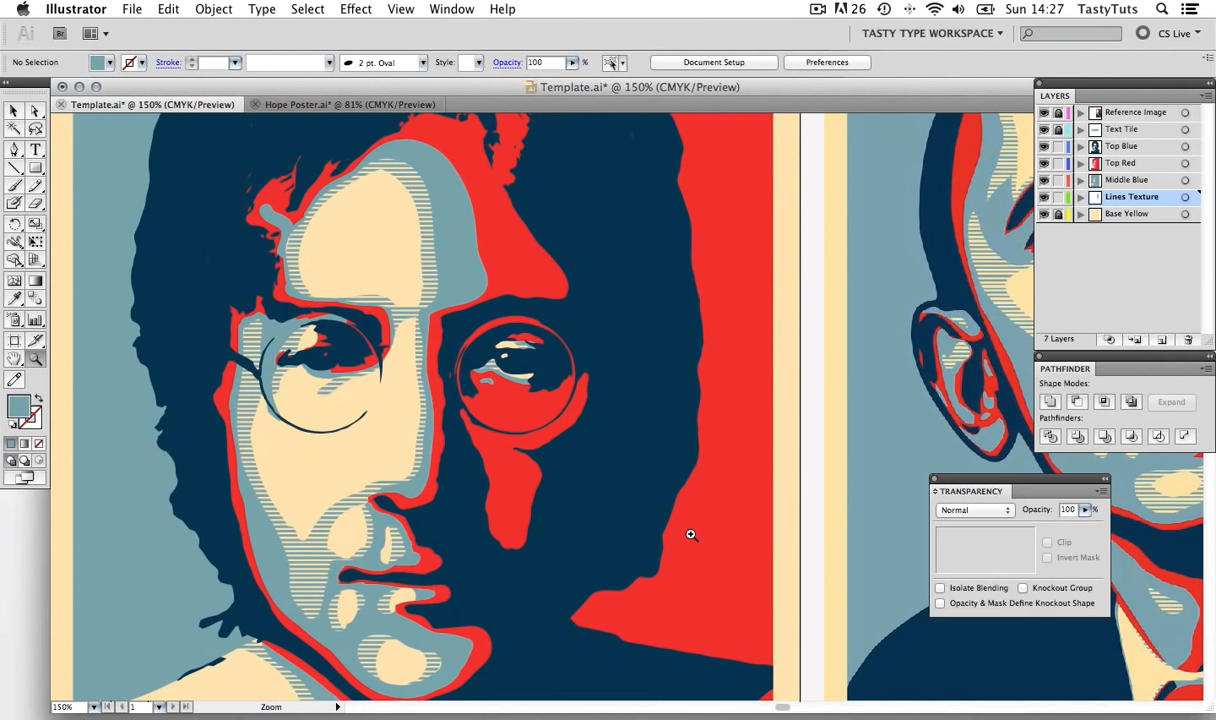 Illustrator File Edit Object Type Select Effect View Window Help 26 Sun 14:27 TastyTuts
Ai Br TASTY TYPE WORKSPACE CS Live
No Selection Stroke: 2 pt. Oval Style: Opacity: 100 % Document Setup Preferences
Template.ai* @ 150% (CMYK/Preview)
Template.ai* @ 150% (CMYK/Preview) Hope Poster.ai* @ 81% (CMYK/Preview)
LAYERS
Reference Image
Text Tile
Top Blue
Top Red
Middle Blue
Lines Texture
Base Yellow
7 Layers
PATHFINDER
Shape Modes:
Expand
Pathfinders:
TRANSPARENCY
Normal Opacity: 100 %
Clip
Invert Mask
Isolate Blending Knockout Group
Opacity & Mask Define Knockout Shape
150% 1 Zoom